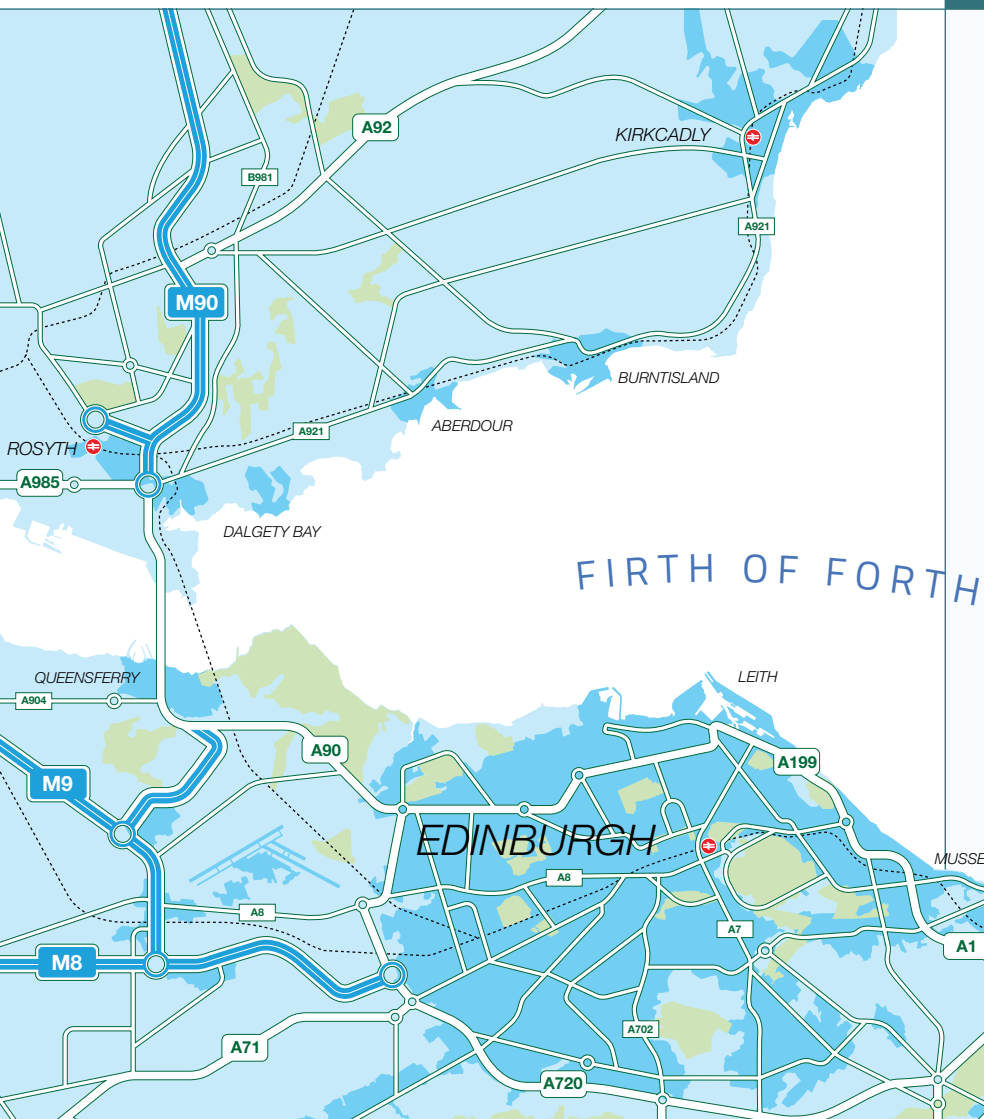 A92
KIRKCADLY
B981
A921
M90
BURNTISLAND
ABERDOUR
A921
ROSYTH
A985
DALGETY BAY
FIRTH OF FORTH
QUEENSFERRY
LEITH
A904
A90
A199
M9
EDINBURGH
MUSSE
A8
A8
A7
A1
M8
A702
A71
A720